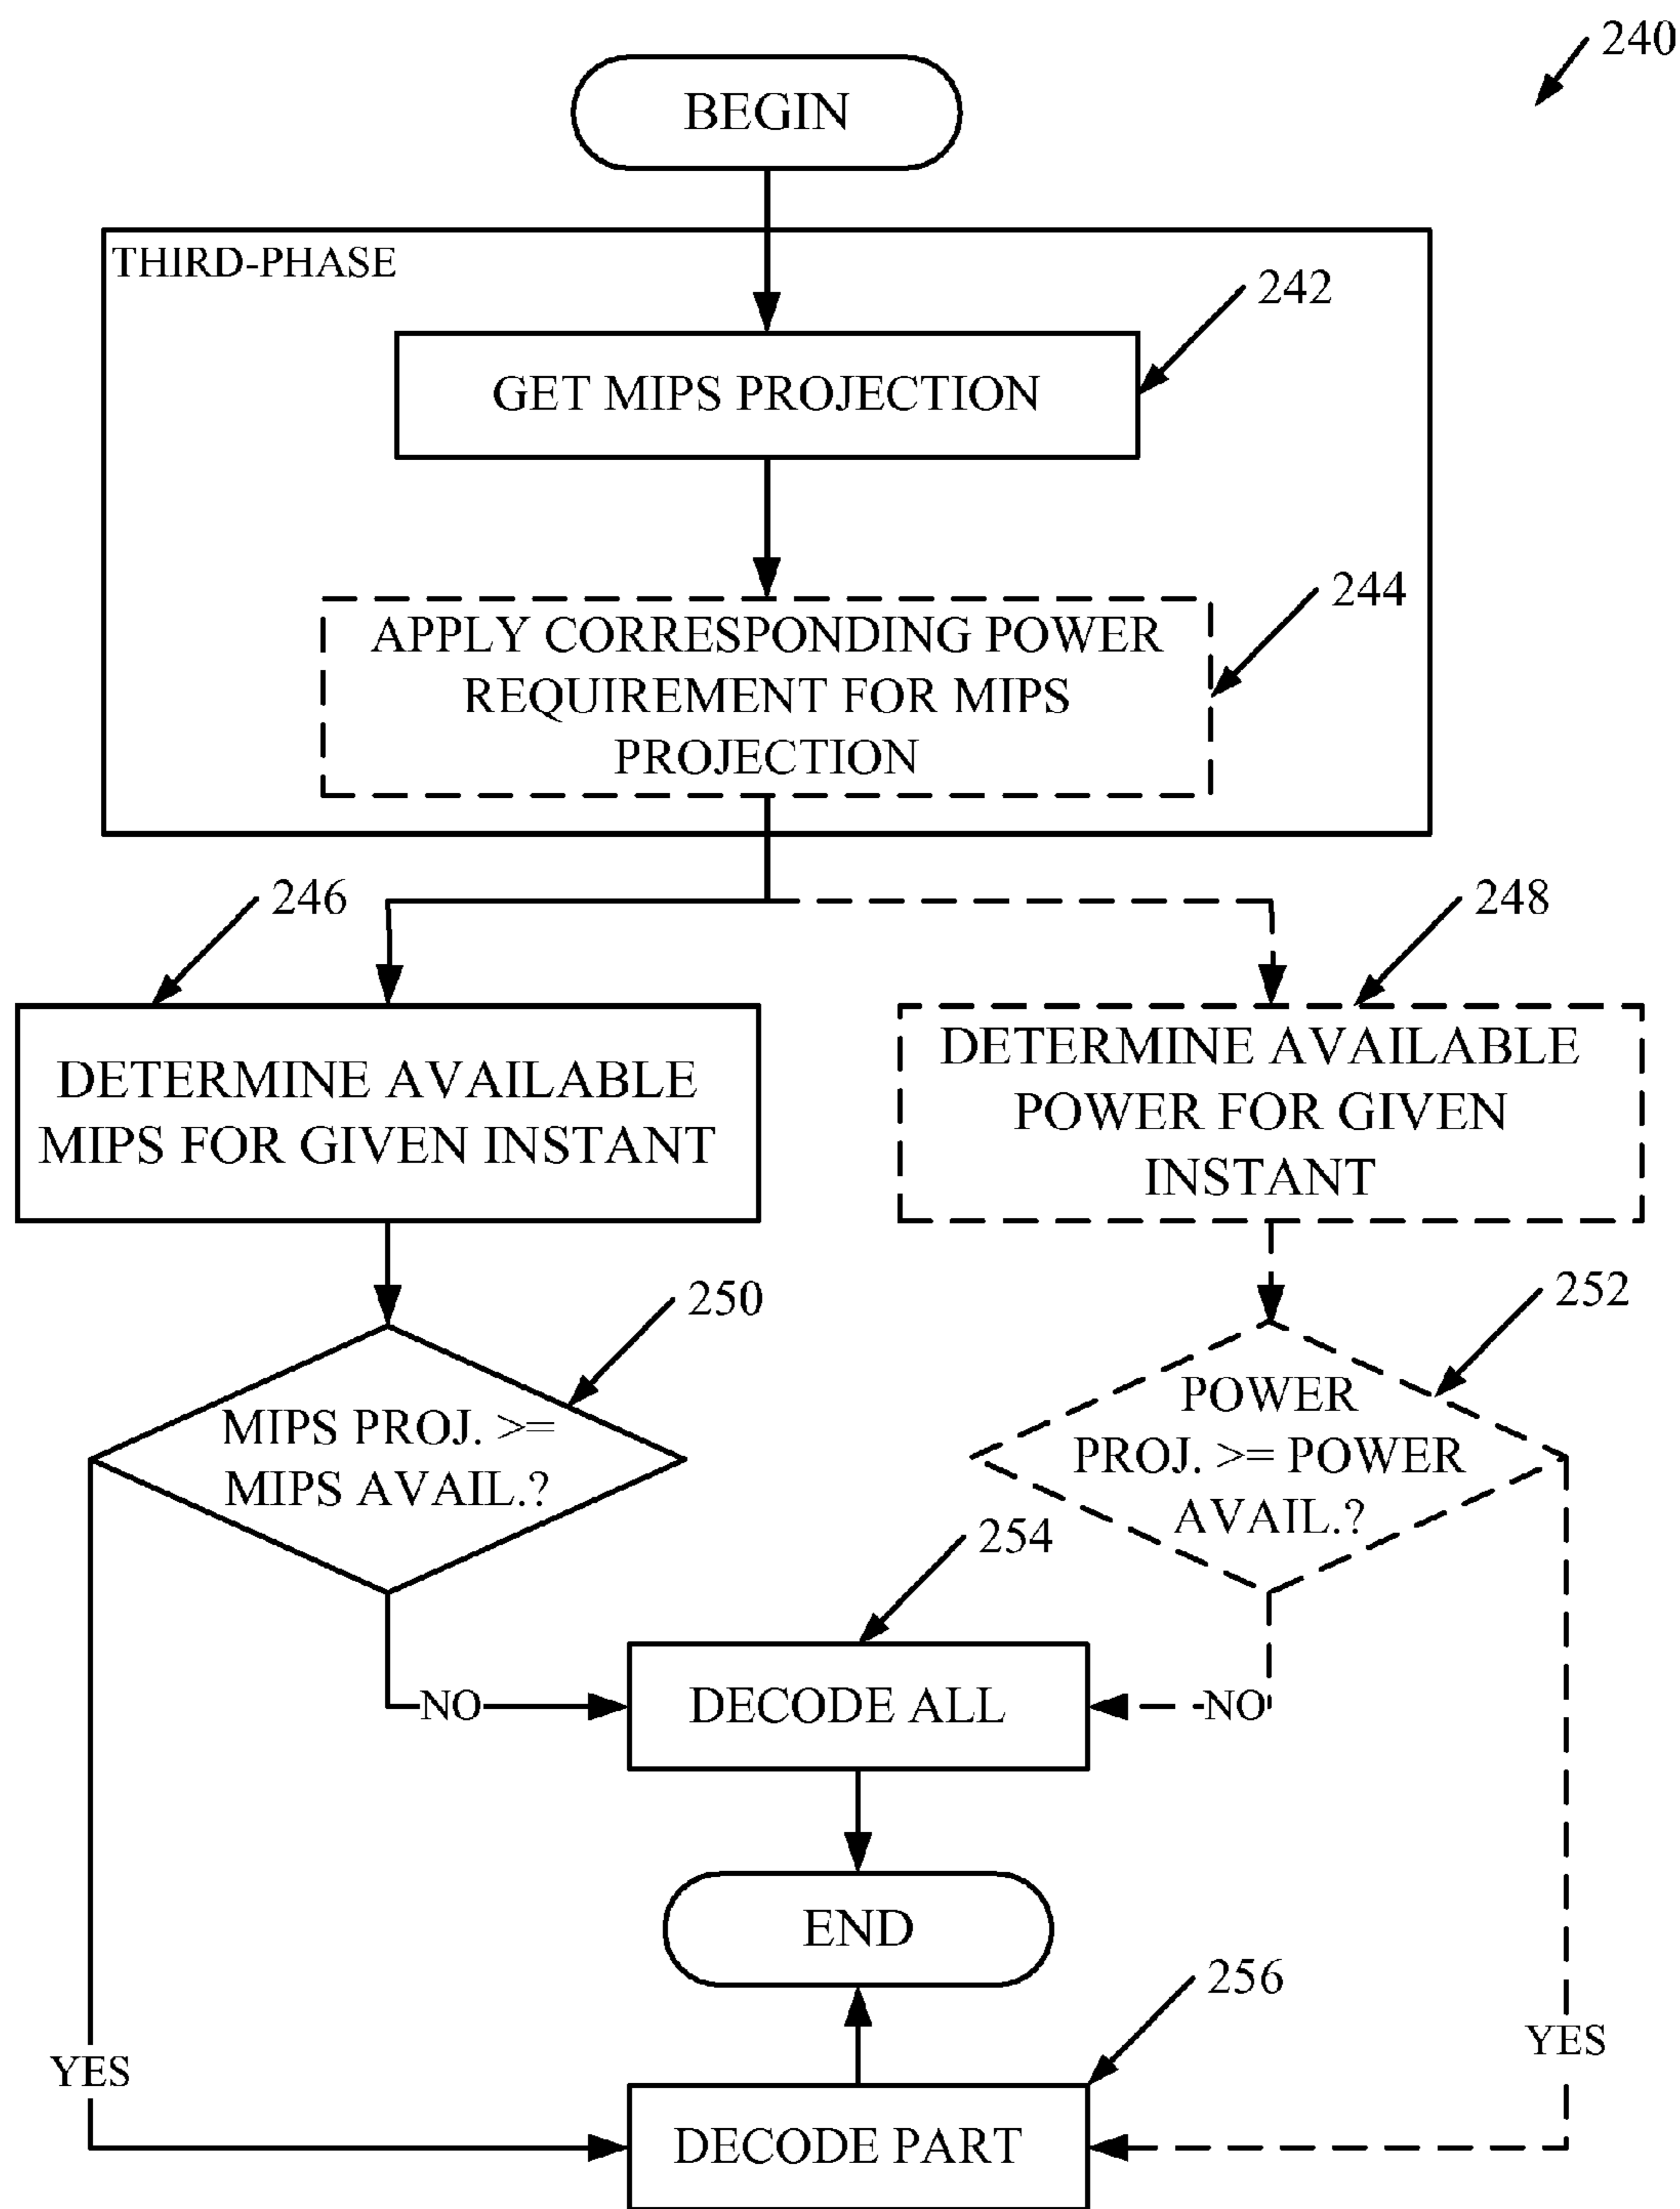 240
BEGIN
THIRD-PHASE
242
GET MIPS PROJECTION
244
APPLY CORRESPONDING POWER
REQUIREMENT FOR MIPS
PROJECTION
246
248
DETERMINE AVAILABLE
MIPS FOR GIVEN INSTANT
DETERMINE AVAILABLE
POWER FOR GIVEN
INSTANT
250
252
MIPS PROJ. >=
MIPS AVAIL.?
POWER
PROJ. >= POWER
AVAIL.?
254
NO
DECODE ALL
NO
END
256
YES
YES
DECODE PART